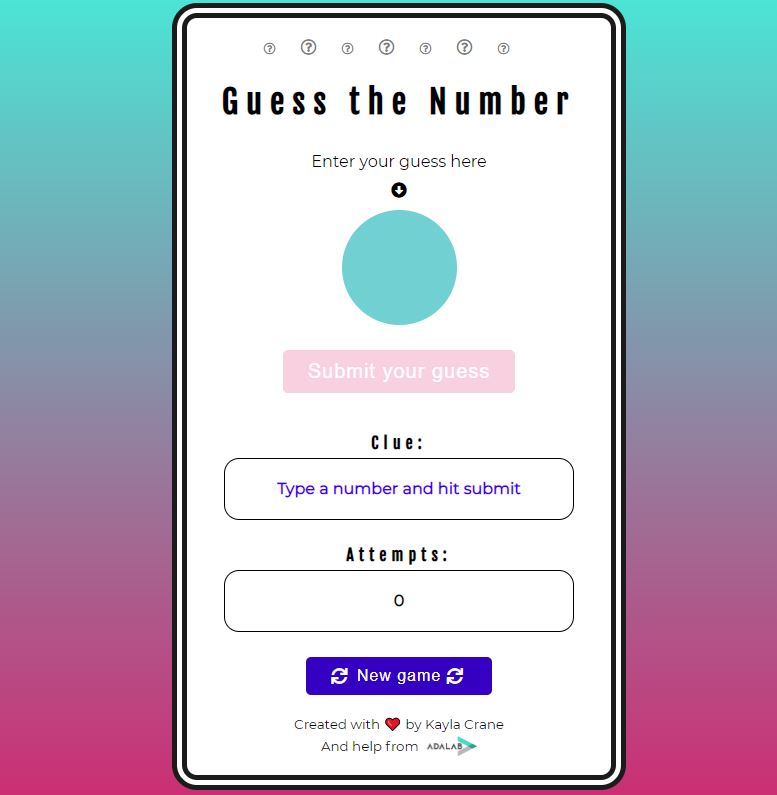 Guess the Number
Enter your guess here
Submit your guess
Clue:
Type a number and hit submit
Attempts:
0
New game
Created with ❤ by Kayla Crane
And help from ADALAB